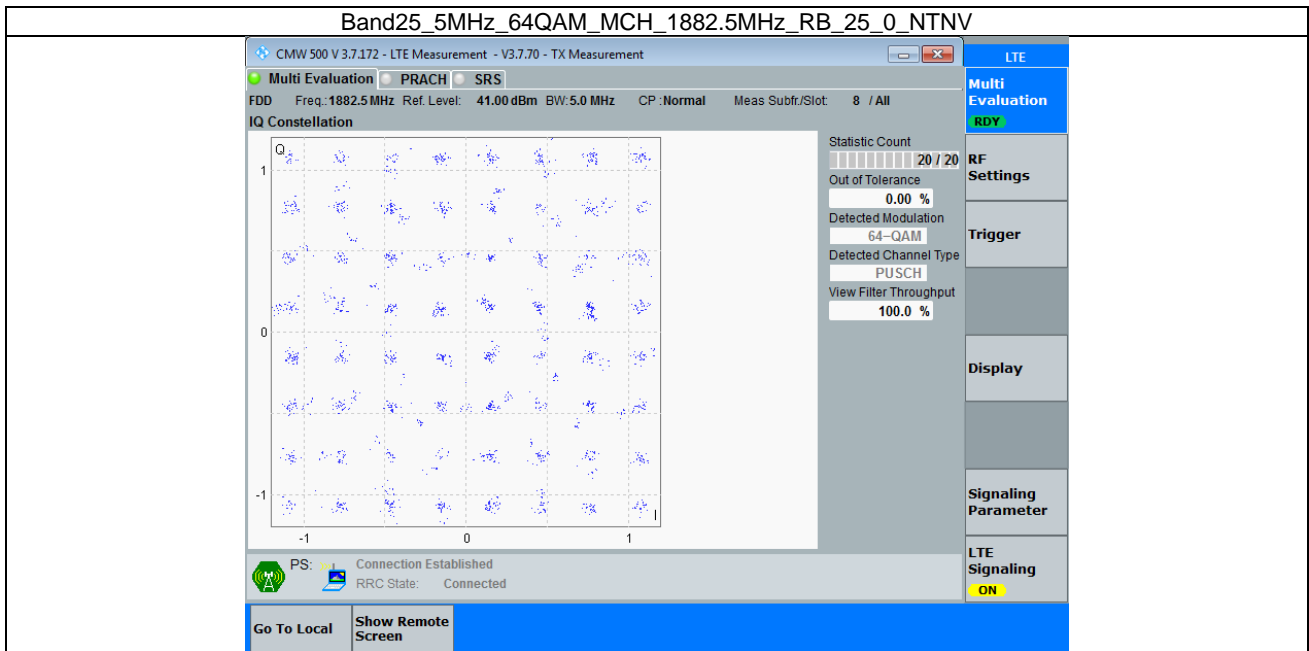 Band25_5MHz_64QAM_MCH_1882.5MHz_RB_25_0_NTNV
CMW 500 V 3.7.172 - LTE Measurement - V3.7.70 - TX Measurement
LTE
Multi Evaluation PRACH SRS
FDD Freq.:1882.5 MHz Ref. Level: 41.00 dBm BW:5.0 MHz CP :Normal Meas Subfr./Slot: 8 / All
IQ Constellation
Q
1
0
-1
-1 0 1
I
Statistic Count
20 / 20
Out of Tolerance
0.00 %
Detected Modulation
64-QAM
Detected Channel Type
PUSCH
View Filter Throughput
100.0 %
Multi
Evaluation
RDY
RF
Settings
Trigger
Display
Signaling
Parameter
LTE
Signaling
ON
PS: Connection Established
RRC State: Connected
Go To Local
Show Remote
Screen